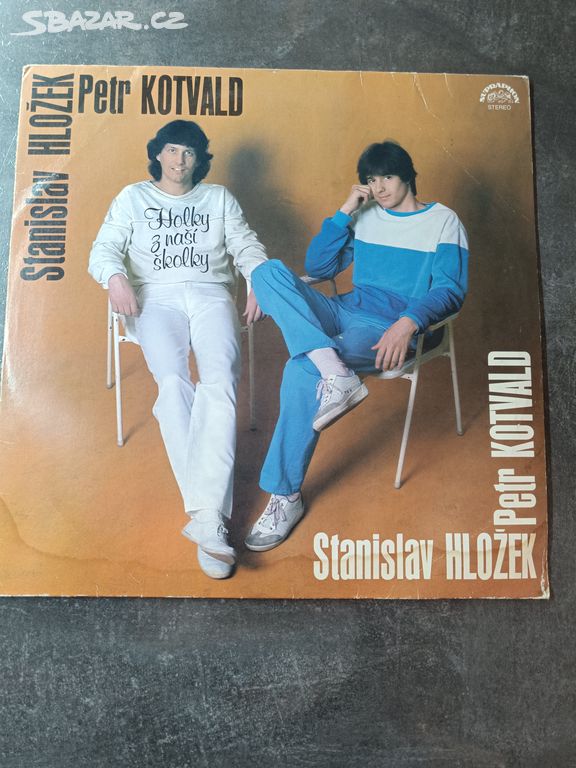 SBAZAR.CZ
Stanislav HLOŽEK
Petr KOTVALD
SUPRAPHON
STEREO
Holky
z naší
školky
Petr KOTVALD
Stanislav HLOŽEK